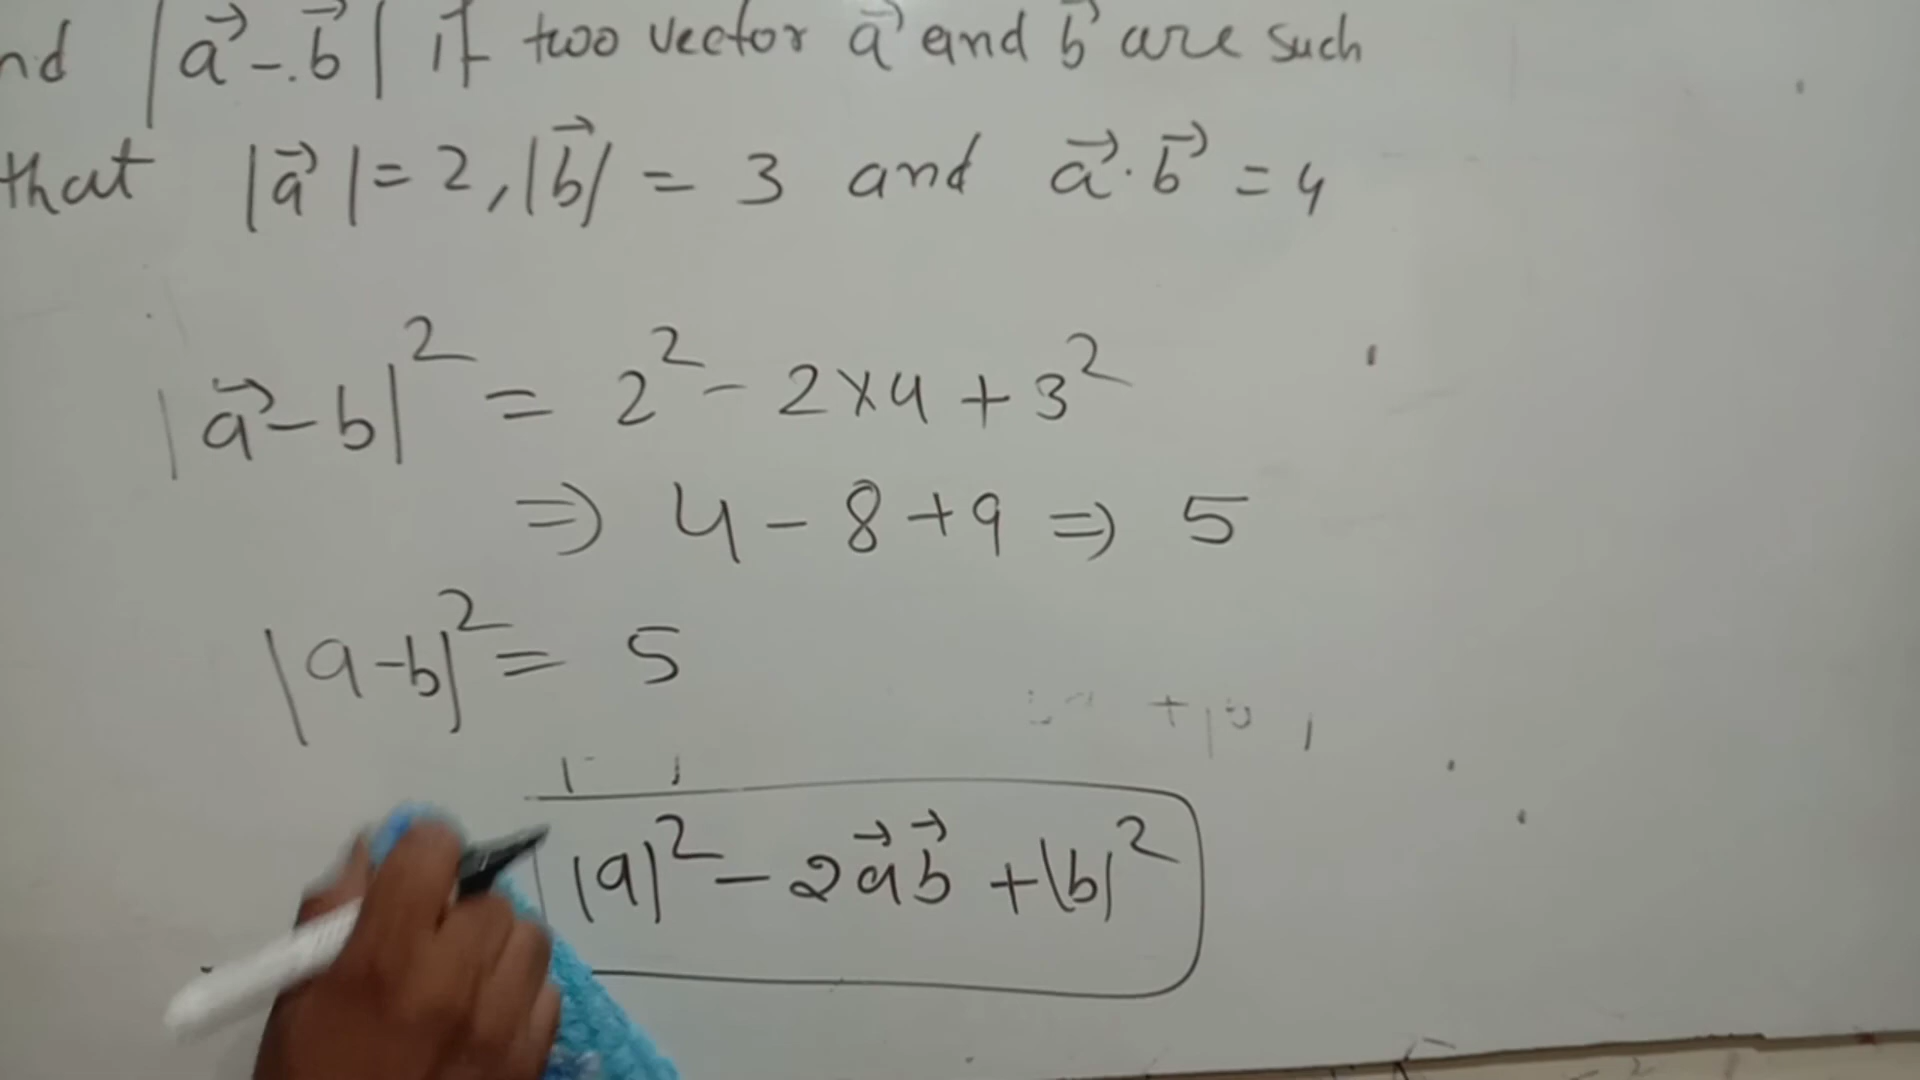 nd |a⃗ - b⃗| if two vector a⃗ and b⃗ are such
that |a⃗| = 2, |b⃗| = 3 and a⃗·b⃗ = 4
|a⃗ - b|² = 2² - 2×4 + 3²
⇒ 4 - 8 + 9 ⇒ 5
|a-b|² = 5
|a|² - 2a⃗b⃗ + |b|²